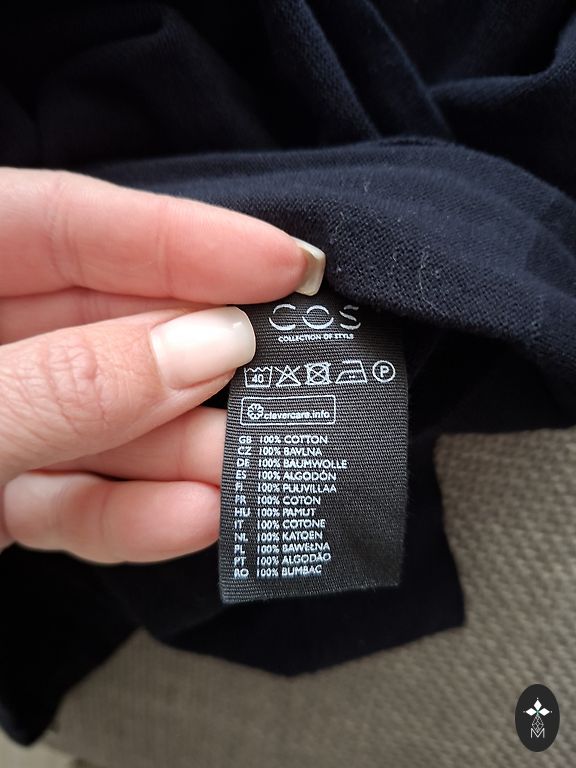 COS
COLLECTION OF STYLE
40 P
clevercare.info
GB 100% COTTON
CZ 100% BAVLNA
DE 100% BAUMWOLLE
ES 100% ALGODÓN
FI 100% PUUVILLAA
FR 100% COTON
HU 100% PAMUT
IT 100% COTONE
NL 100% KATOEN
PL 100% BAWEŁNA
PT 100% ALGODÃO
RO 100% BUMBAC
M